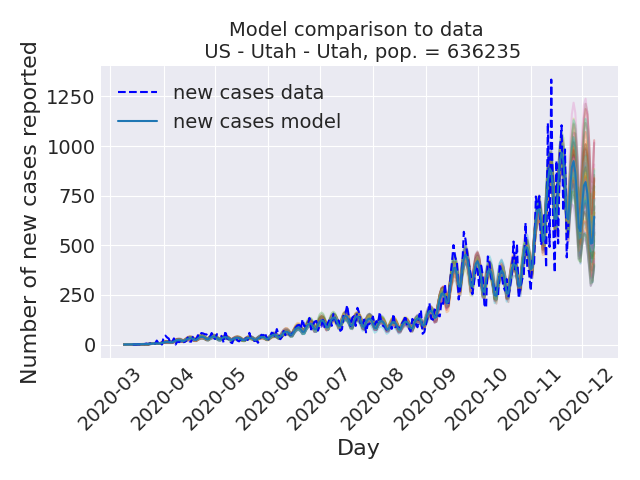 Model comparison to data
US - Utah - Utah, pop. = 636235
Number of new cases reported
new cases data
new cases model
1250
1000
750
500
250
0
2020-03
2020-04
2020-05
2020-06
2020-07
2020-08
2020-09
2020-10
2020-11
2020-12
Day